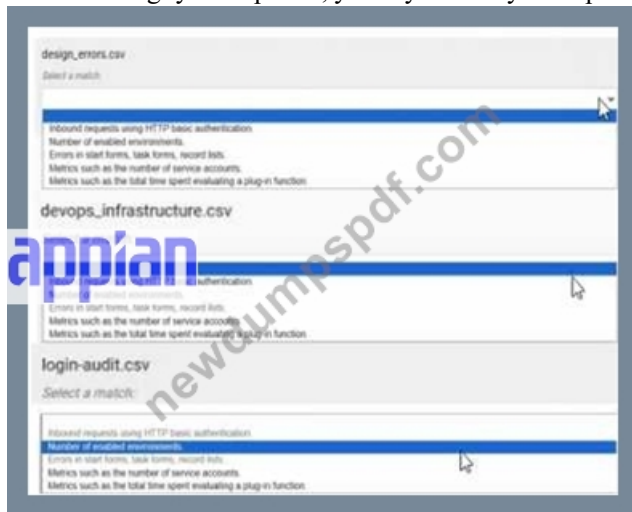 design_errors.csv
Select a match:
Inbound requests using HTTP basic authentication.
Number of enabled environments.
Errors in start forms, task forms, record lists.
Metrics such as the number of service accounts.
Metrics such as the total time spent evaluating a plug-in function.
devops_infrastructure.csv
appian
authentication.
Number of enabled environments.
Errors in start forms, task forms, record lists.
Metrics such as the number of service accounts.
Metrics such as the total time spent evaluating a plug-in function.
login-audit.csv
Select a match:
Inbound requests using HTTP basic authentication.
Number of enabled environments.
Errors in start forms, task forms, record lists.
Metrics such as the number of service accounts.
Metrics such as the total time spent evaluating a plug-in function.
newdumpspdf.com